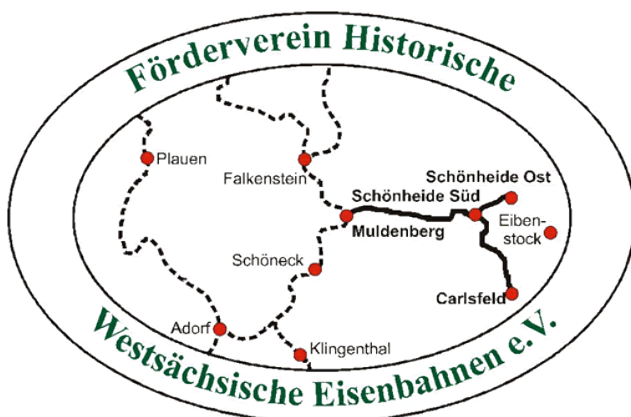 Förderverein Historische
Plauen
Falkenstein
Schönheide Ost
Schönheide Süd
Eiben-
stock
Muldenberg
Schöneck
Carlsfeld
Adorf
Klingenthal
Westsächsische Eisenbahnen e.V.